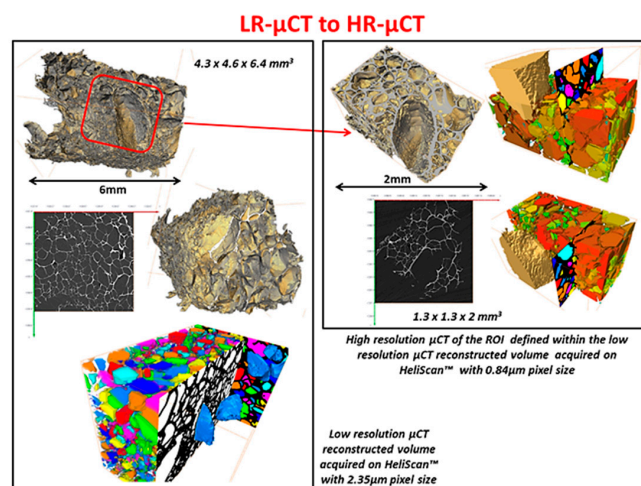 LR-µCT to HR-µCT
4.3 x 4.6 x 6.4 mm³
6mm
2mm
1.3 x 1.3 x 2 mm³
High resolution µCT of the ROI defined within the low
resolution µCT reconstructed volume acquired on
HeliScan™ with 0.84µm pixel size
Low resolution µCT
reconstructed volume
acquired on HeliScan™
with 2.35µm pixel size